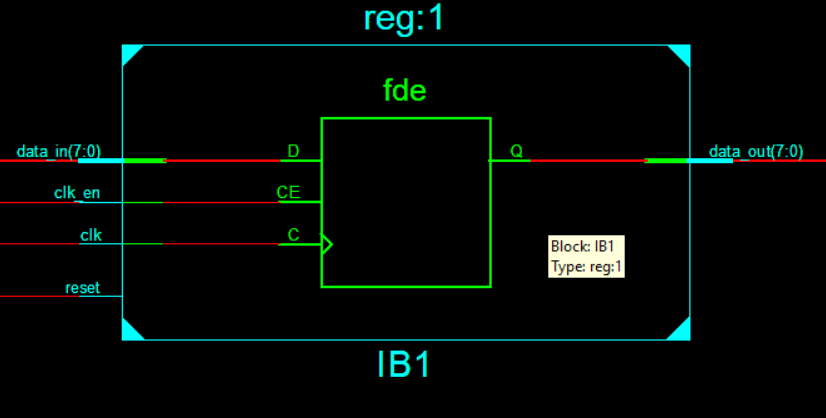 reg:1
fde
data_in(7:0)
D
Q
data_out(7:0)
clk_en
CE
clk
C
Block: IB1
Type: reg:1
reset
IB1